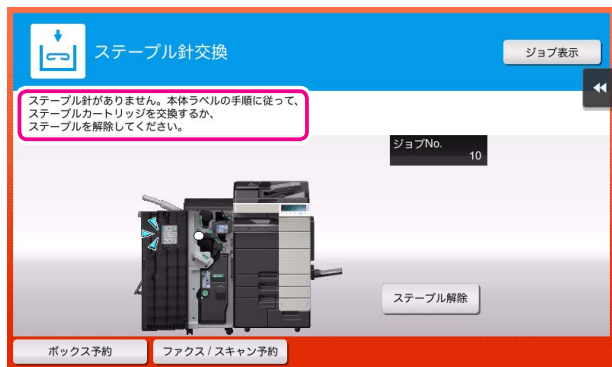 ステープル針交換
ジョブ表示
ステープル針がありません。本体ラベルの手順に従って、
ステープルカートリッジを交換するか、
ステープルを解除してください。
ジョブNo.
10
ステープル解除
ボックス予約
ファクス / スキャン予約